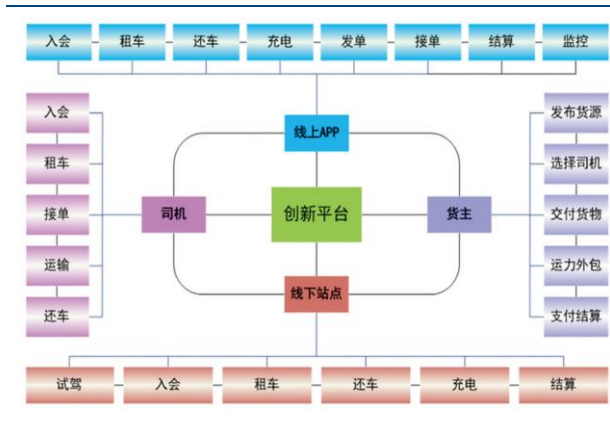 入会 租车 还车 充电 发单 接单 结算 监控
线上APP
入会
租车
接单
运输
还车
司机
创新平台
货主
发布货源
选择司机
交付货物
运力外包
支付结算
线下站点
试驾 入会 租车 还车 充电 结算